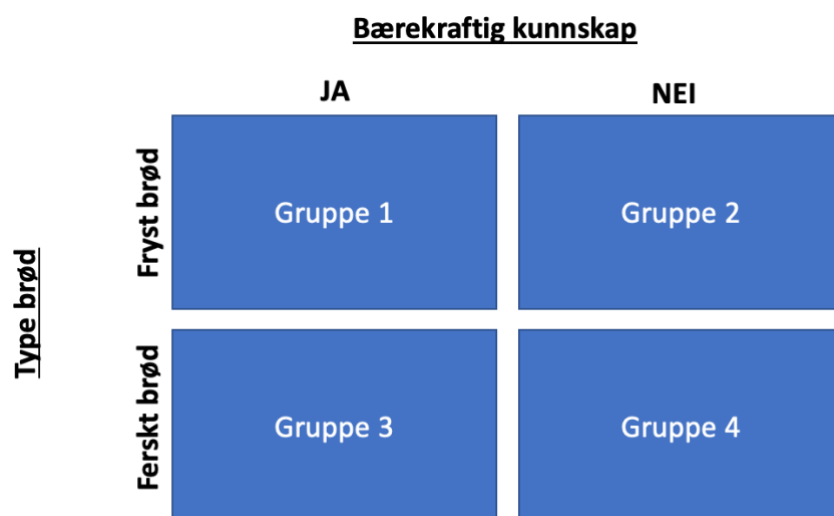 Bærekraftig kunnskap
JA
NEI
Type brød
Fryst brød
Gruppe 1
Gruppe 2
Ferskt brød
Gruppe 3
Gruppe 4